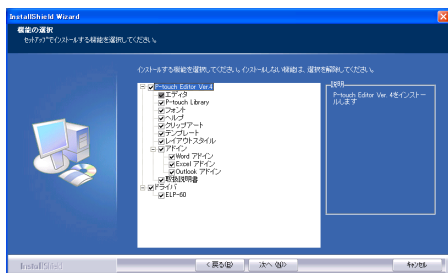 InstallShield Wizard
機能の選択
セットアップでインストールする機能を選択してください。
インストールする機能を選択してください。インストールしない機能は、選択を解除してください。
P-touch Editor Ver.4
エディタ
P-touch Library
フォント
ヘルプ
クリップアート
テンプレート
レイアウトスタイル
アドイン
Word アドイン
Excel アドイン
Outlook アドイン
取扱説明書
ドライバ
ELP-60
説明
P-touch Editor Ver. 4をインストー
ルします
InstallShield
< 戻る(B)
次へ (N)>
キャンセル